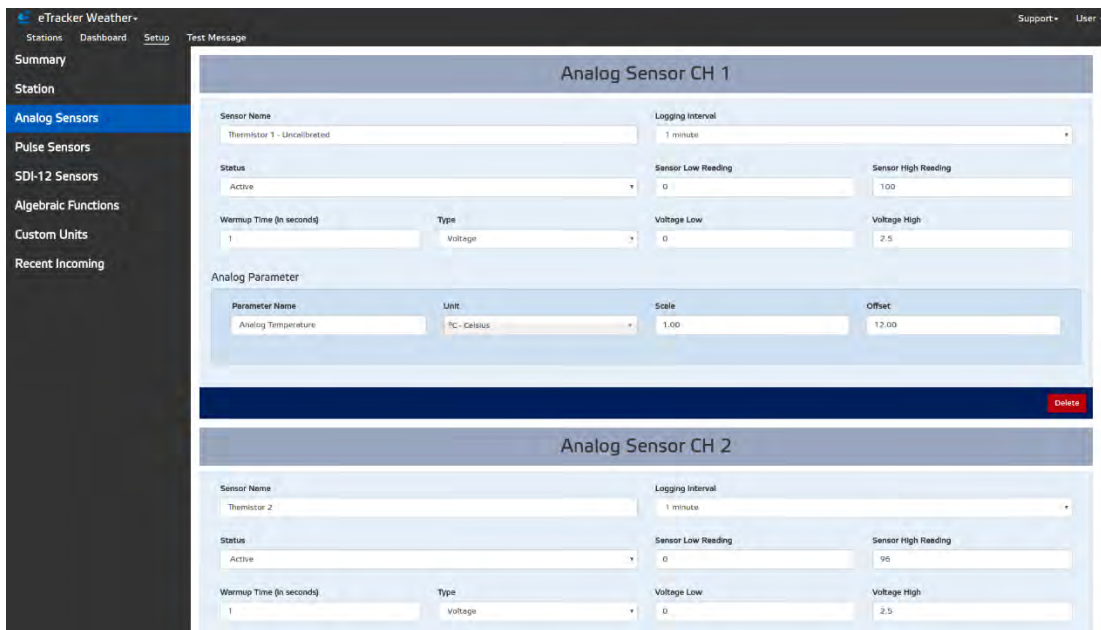 eTracker Weather
Support
User
Stations Dashboard Setup Test Message
Summary
Station
Analog Sensors
Pulse Sensors
SDI-12 Sensors
Algebraic Functions
Custom Units
Recent Incoming
Analog Sensor CH 1
Sensor Name
Logging Interval
Thermistor 1 - Uncalibrated
1 minute
Status
Sensor Low Reading
Sensor High Reading
Active
0
100
Warmup Time (in seconds)
Type
Voltage Low
Voltage High
1
Voltage
0
2.5
Analog Parameter
Parameter Name
Unit
Scale
Offset
Analog Temperature
ºC - Celsius
1.00
12.00
Delete
Analog Sensor CH 2
Sensor Name
Logging Interval
Themistor 2
1 minute
Status
Sensor Low Reading
Sensor High Reading
Active
0
96
Warmup Time (in seconds)
Type
Voltage Low
Voltage High
1
Voltage
0
2.5